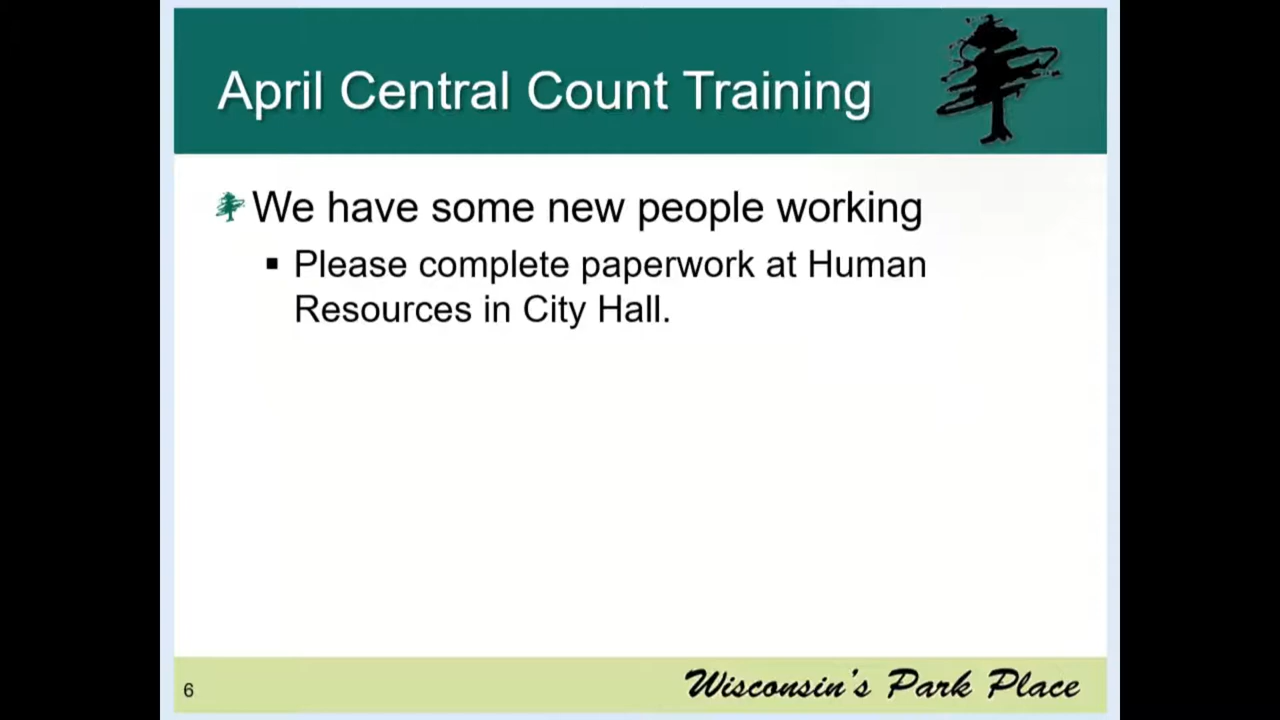 April Central Count Training
We have some new people working
Please complete paperwork at Human
Resources in City Hall.
6
Wisconsin's Park Place